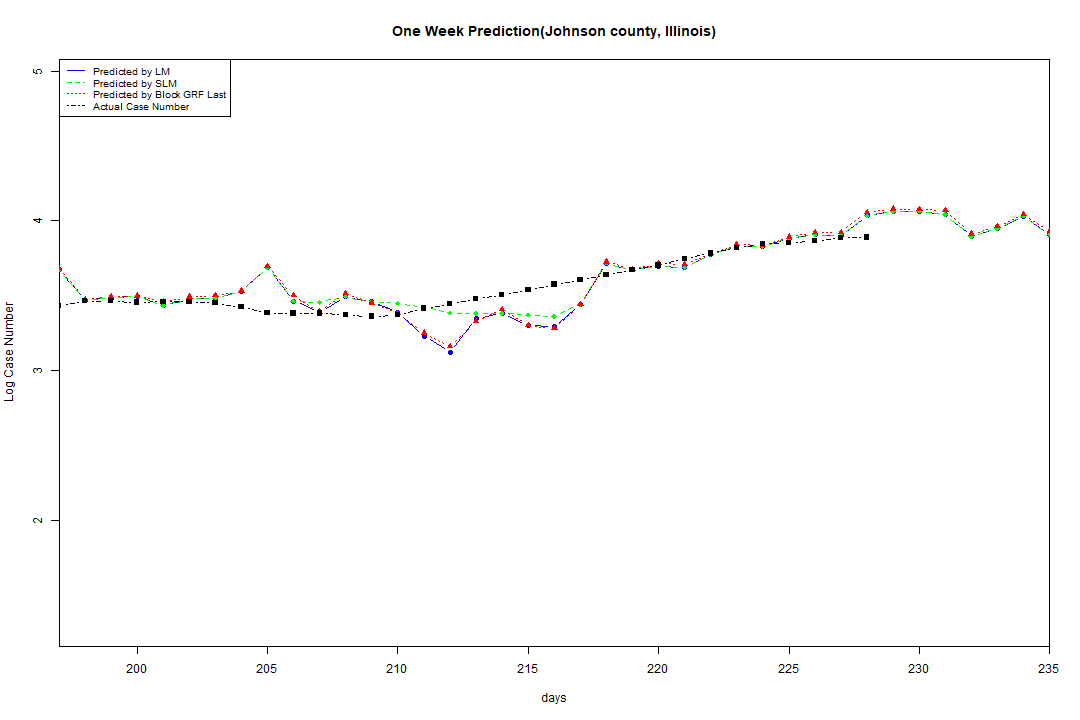 One Week Prediction(Johnson county, Illinois)
Predicted by LM
Predicted by SLM
Predicted by Block GRF Last
Actual Case Number
5
4
3
2
Log Case Number
200 205 210 215 220 225 230 235
days